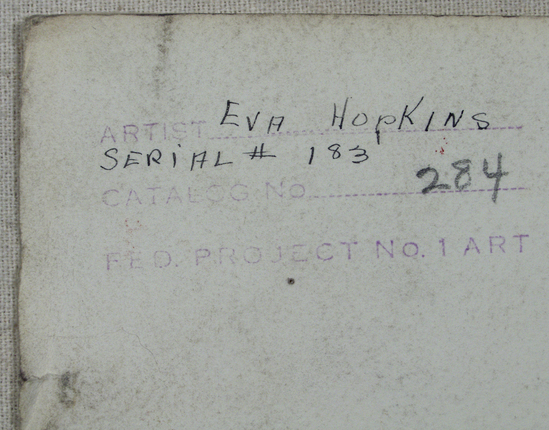 ARTIST EVA HOPKINS
SERIAL # 183
CATALOG NO. 284
FED. PROJECT NO. 1 ART